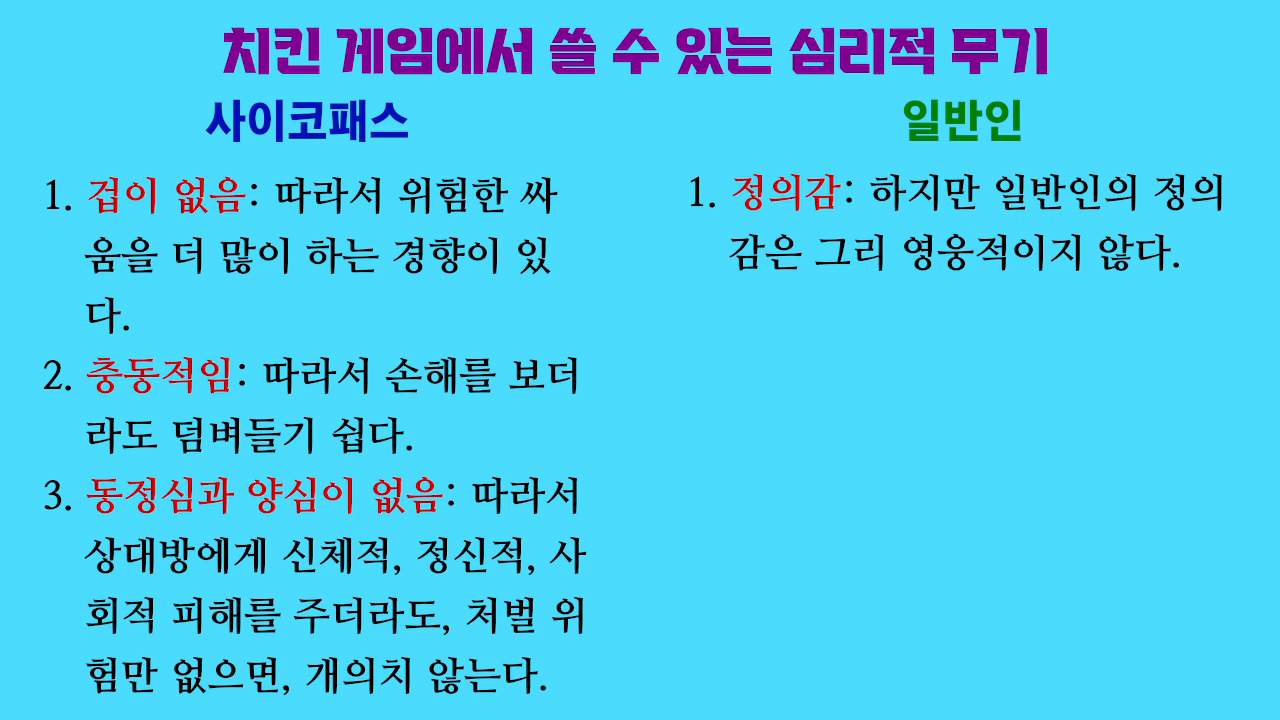 치킨 게임에서 쓸 수 있는 심리적 무기
사이코패스
1. 겁이 없음: 따라서 위험한 싸
움을 더 많이 하는 경향이 있
다.
2. 충동적임: 따라서 손해를 보더
라도 덤벼들기 쉽다.
3. 동정심과 양심이 없음: 따라서
상대방에게 신체적, 정신적, 사
회적 피해를 주더라도, 처벌 위
험만 없으면, 개의치 않는다.
일반인
1. 정의감: 하지만 일반인의 정의
감은 그리 영웅적이지 않다.